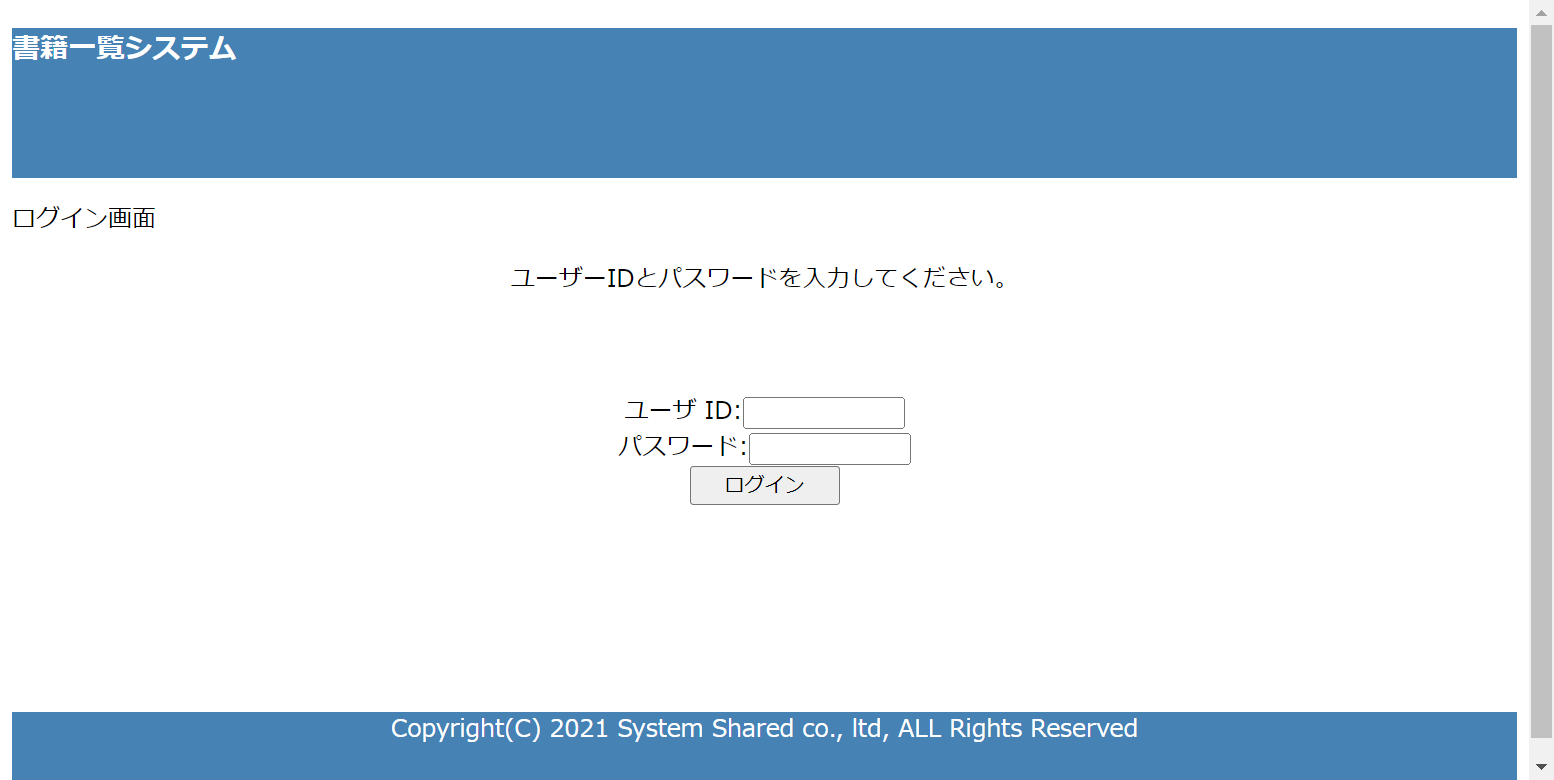 書籍一覧システム
ログイン画面
ユーザーIDとパスワードを入力してください。
ユーザ ID:
パスワード:
ログイン
Copyright(C) 2021 System Shared co., ltd, ALL Rights Reserved